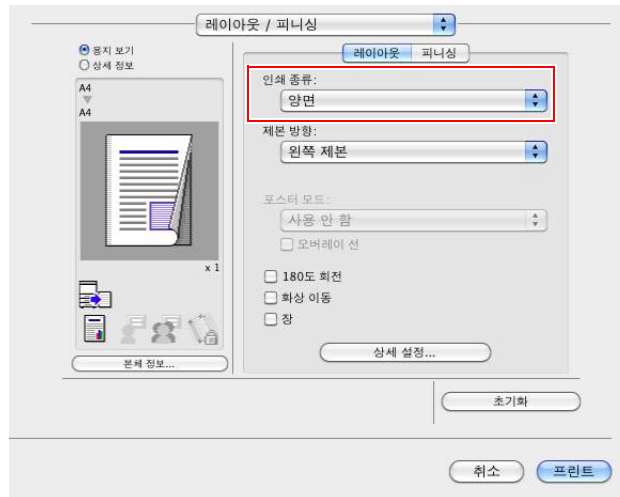 레이아웃 / 피니싱
용지 보기
상세 정보
A4
A4
x 1
본체 정보...
레이아웃 피니싱
인쇄 종류:
양면
제본 방향:
왼쪽 제본
포스터 모드:
사용 안 함
오버레이 선
180도 회전
화상 이동
장
상세 설정...
초기화
취소 프린트